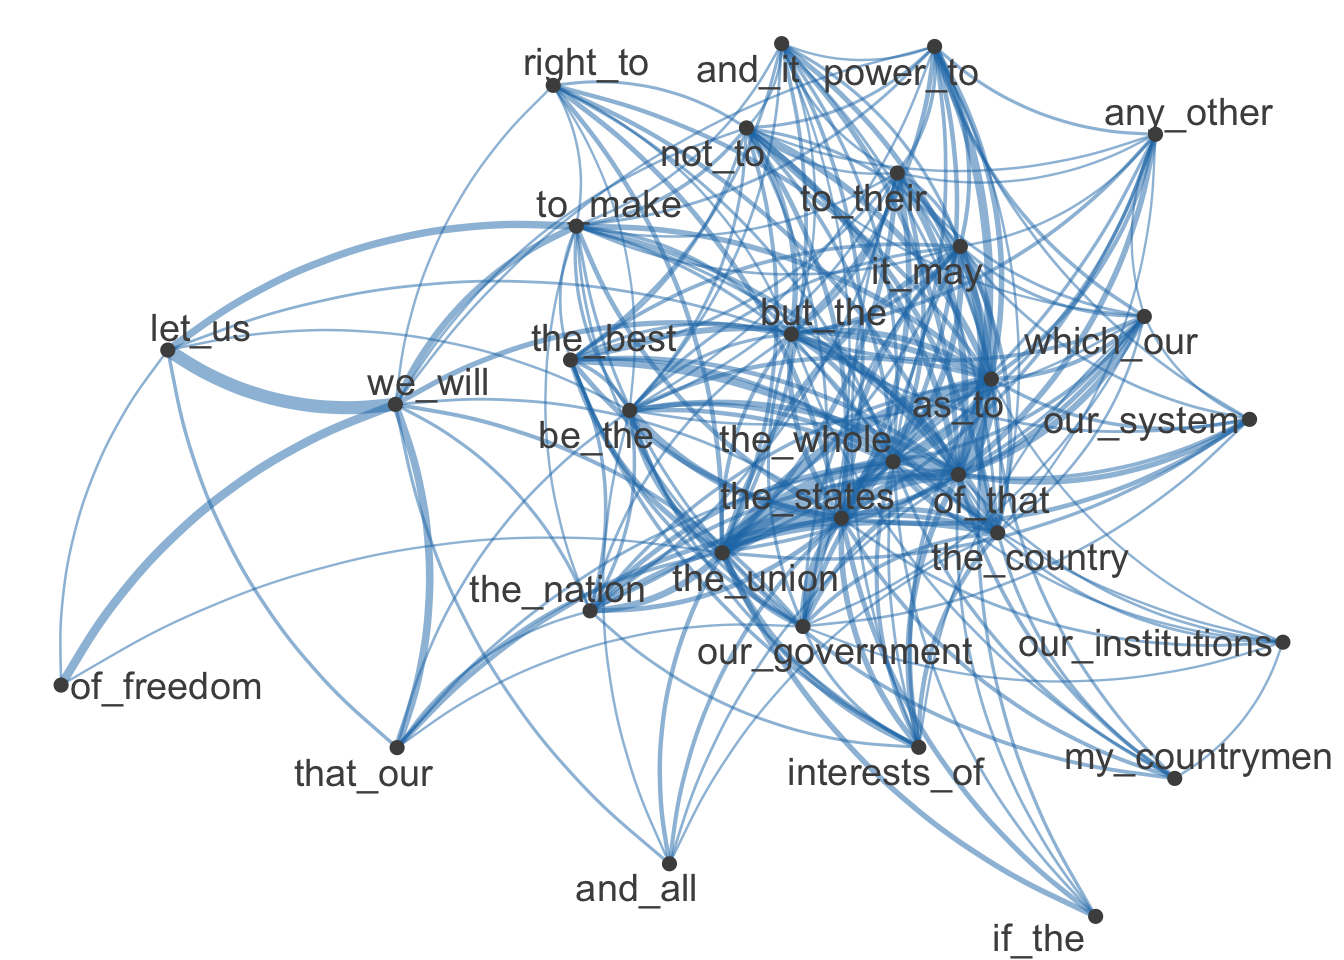 right_to
and_it
power_to
any_other
not_to
to_their
to_make
it_may
but_the
let_us
the_best
which_our
we_will
as_to
our_system
be_the
the_whole
the_states
of_that
the_country
the_nation
the_union
our_government
our_institutions
of_freedom
that_our
interests_of
my_countrymen
and_all
if_the